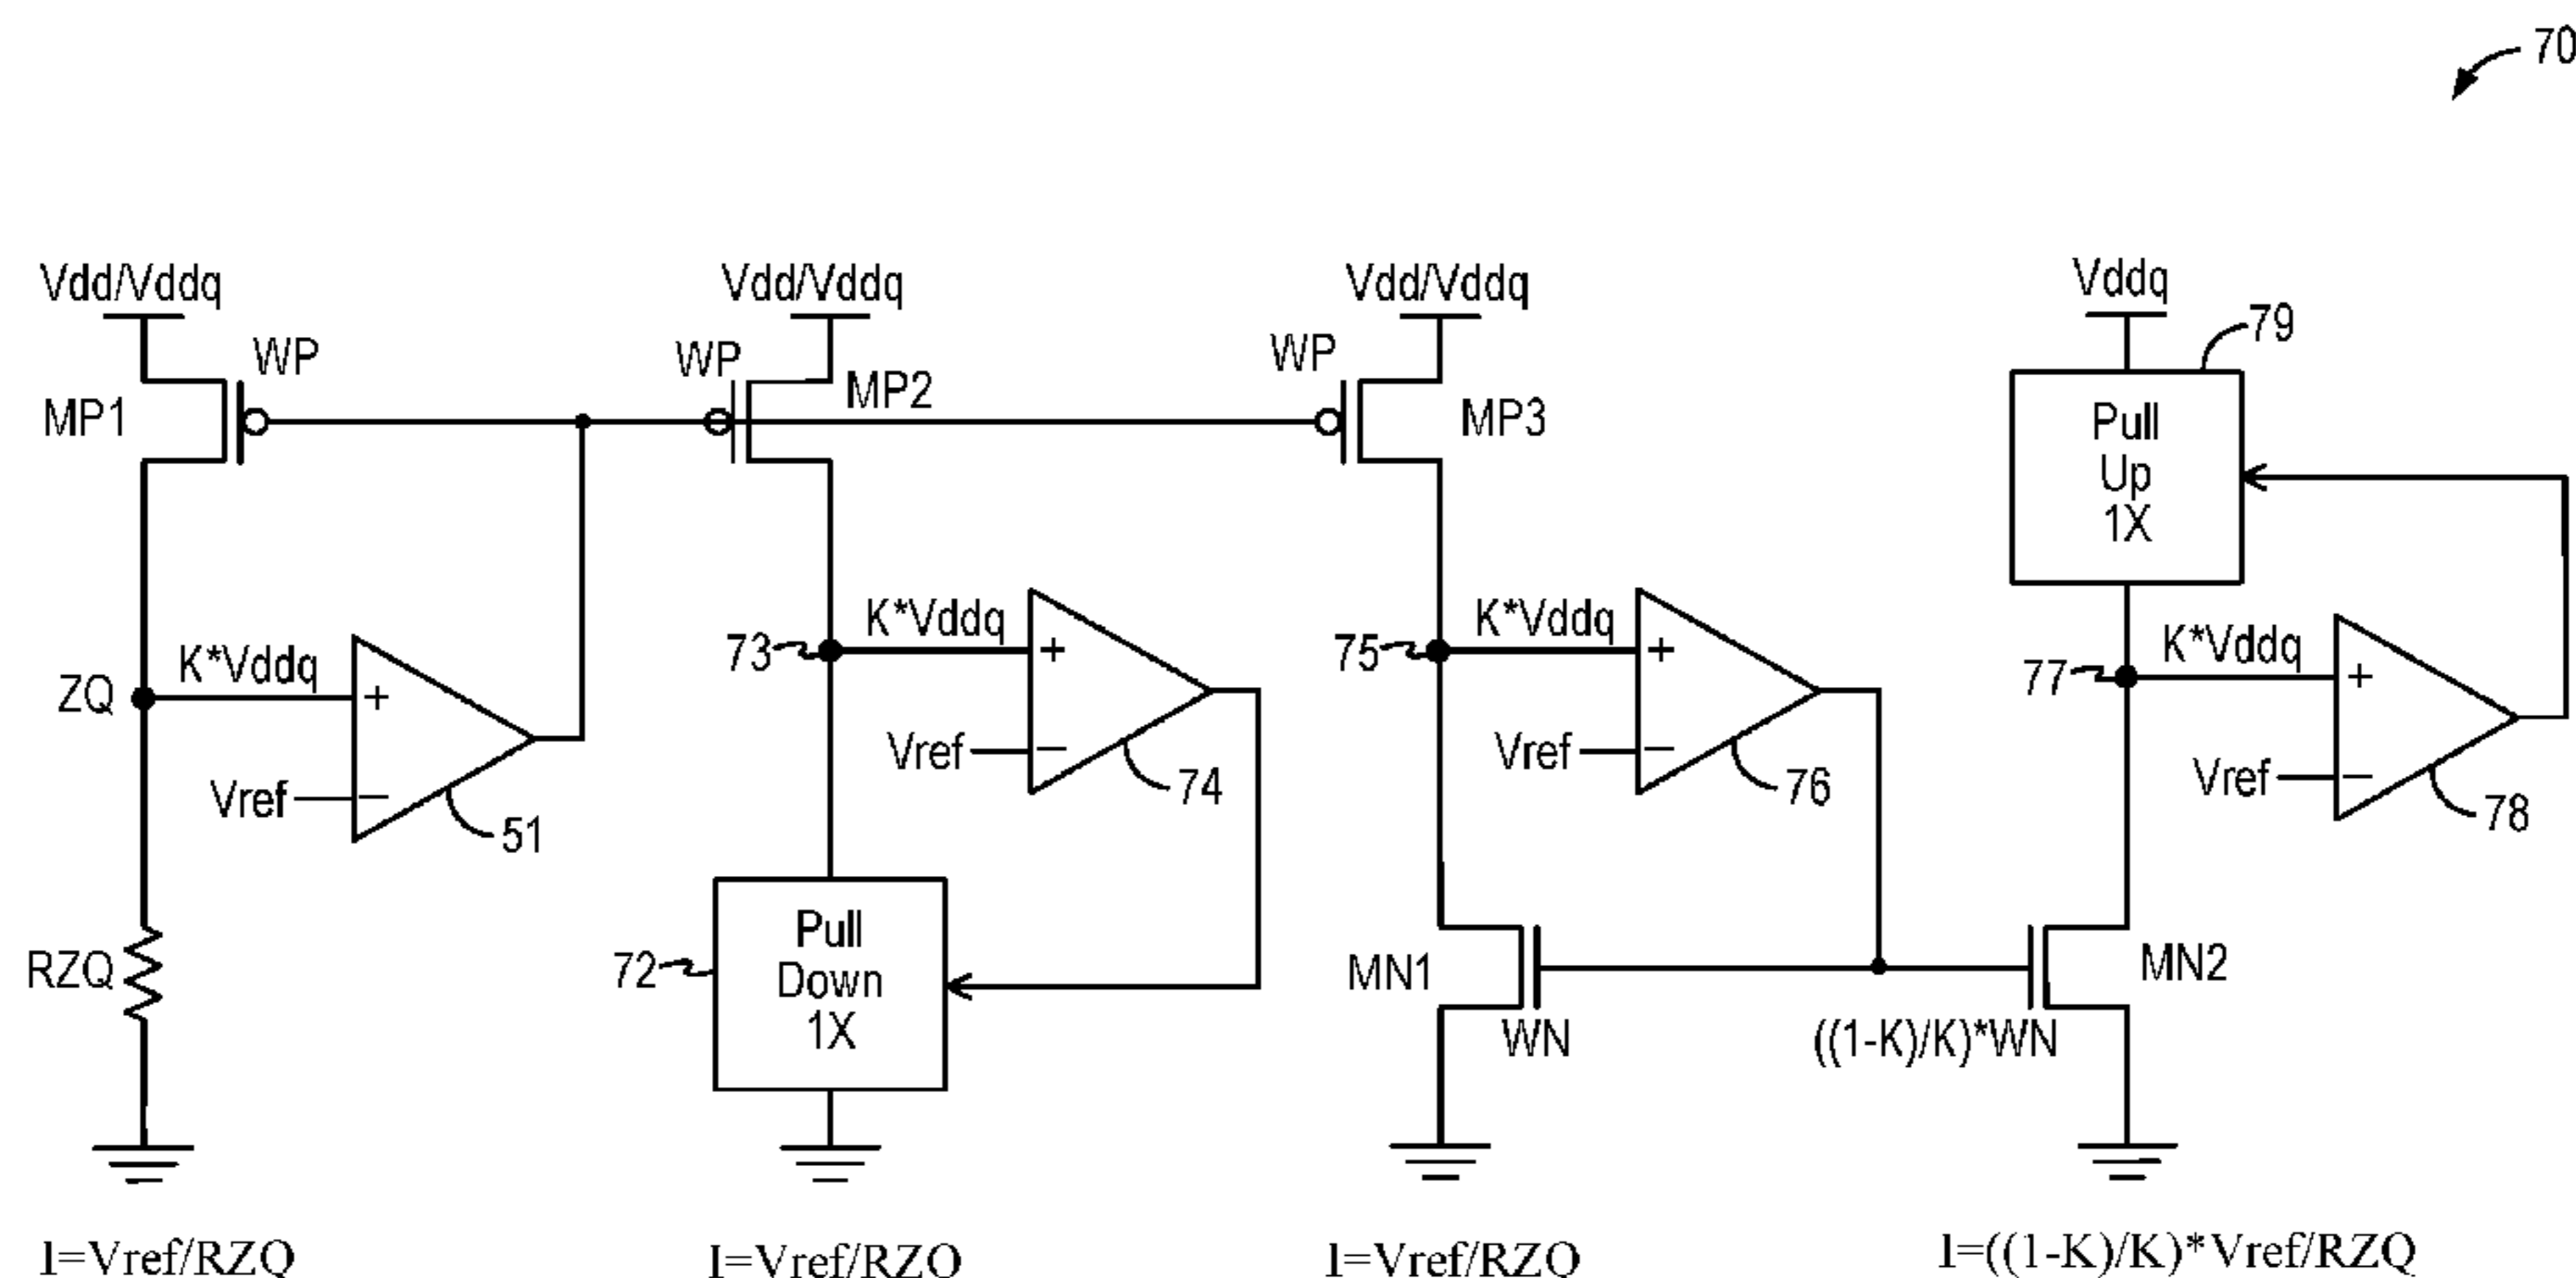 70
Vdd/Vddq
Vdd/Vddq
Vdd/Vddq
Vddq
79
WP
WP
WP
MP1
MP2
MP3
Pull
Up
1X
K*Vddq
K*Vddq
K*Vddq
K*Vddq
ZQ
73
75
77
+
+
+
+
Vref
Vref
Vref
Vref
−
−
−
−
51
74
76
78
RZQ
72
Pull
Down
1X
MN1
MN2
WN
((1-K)/K)*WN
I=Vref/RZQ
I=Vref/RZQ
I=Vref/RZQ
I=((1-K)/K)*Vref/RZQ